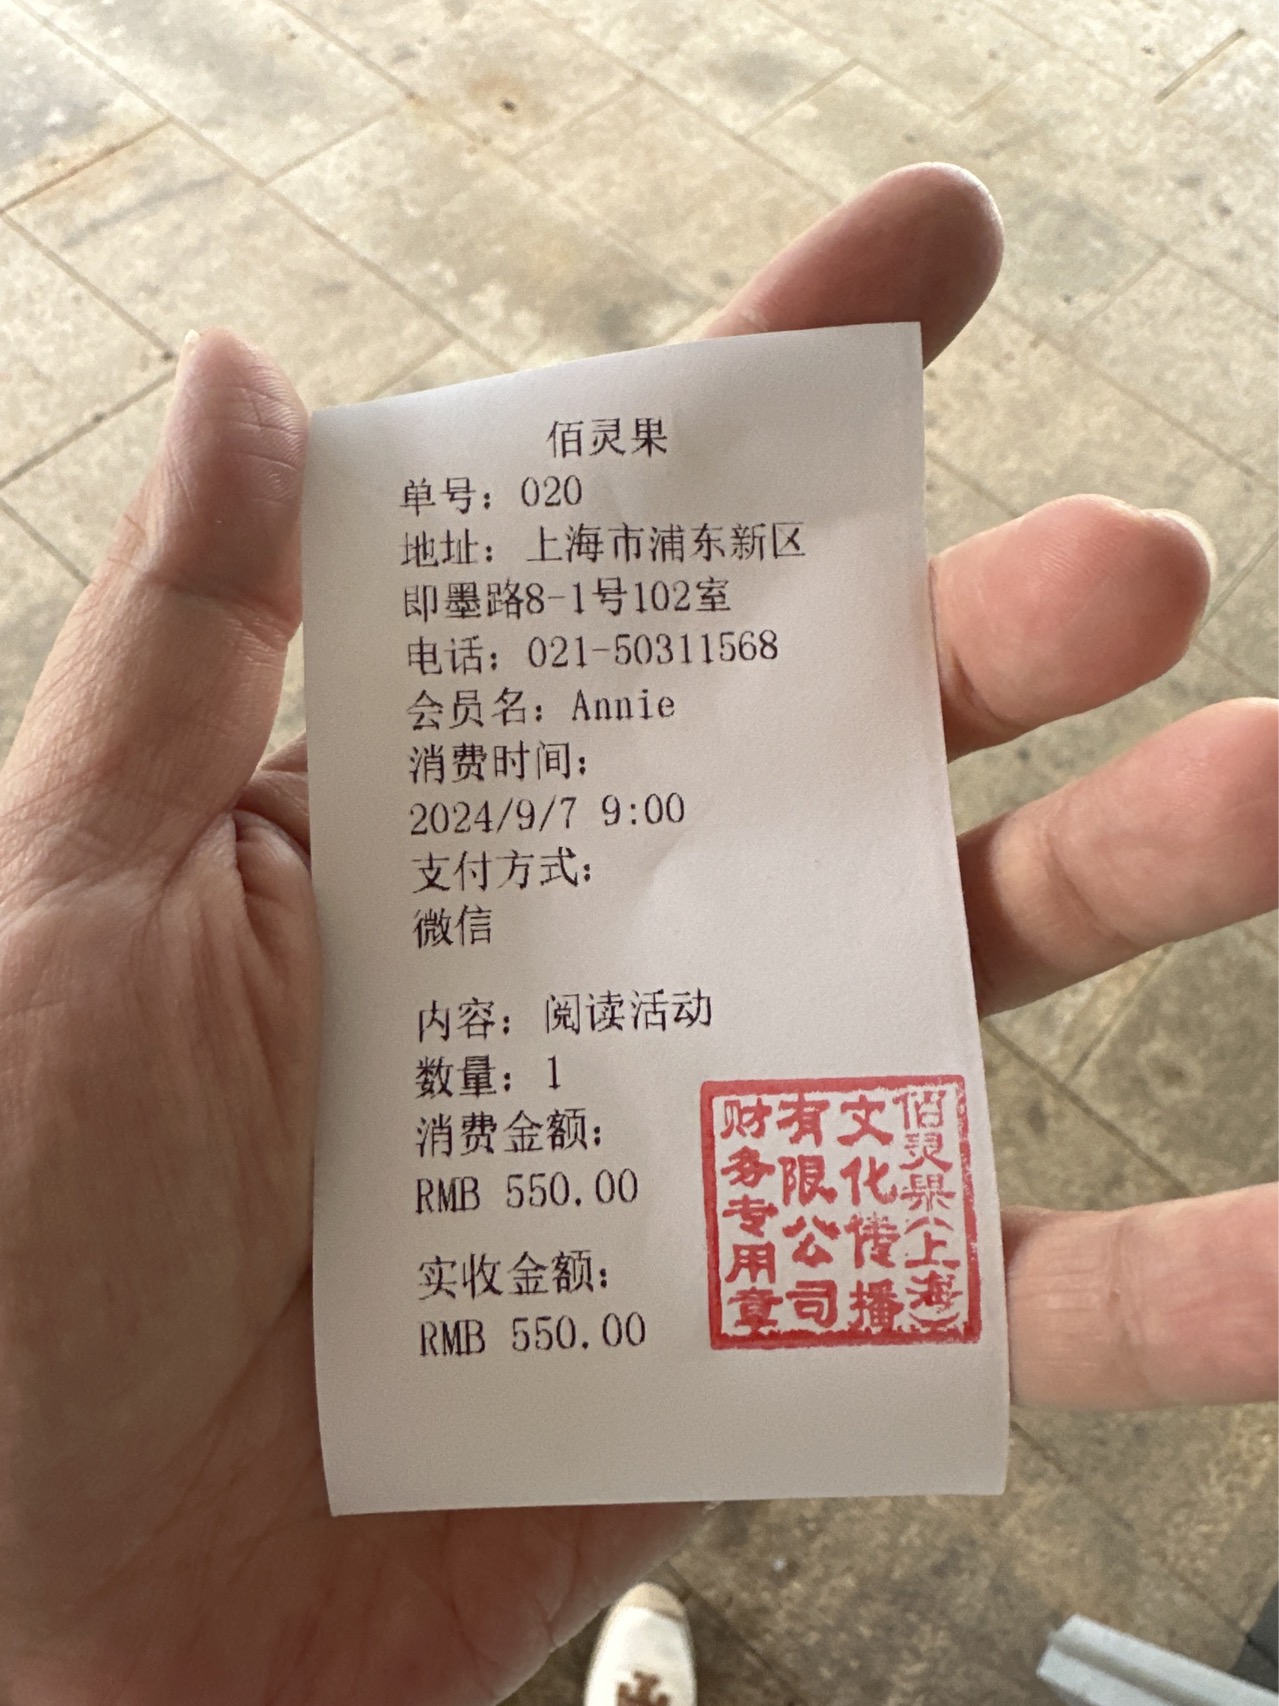 佰灵果
单号：020
地址：上海市浦东新区
即墨路8-1号102室
电话：021-50311568
会员名：Annie
消费时间：
2024/9/7 9:00
支付方式：
微信
内容：阅读活动
数量：1
消费金额：
RMB 550.00
实收金额：
RMB 550.00
佰灵果（上海）
文化传播
有限公司
财务专用章